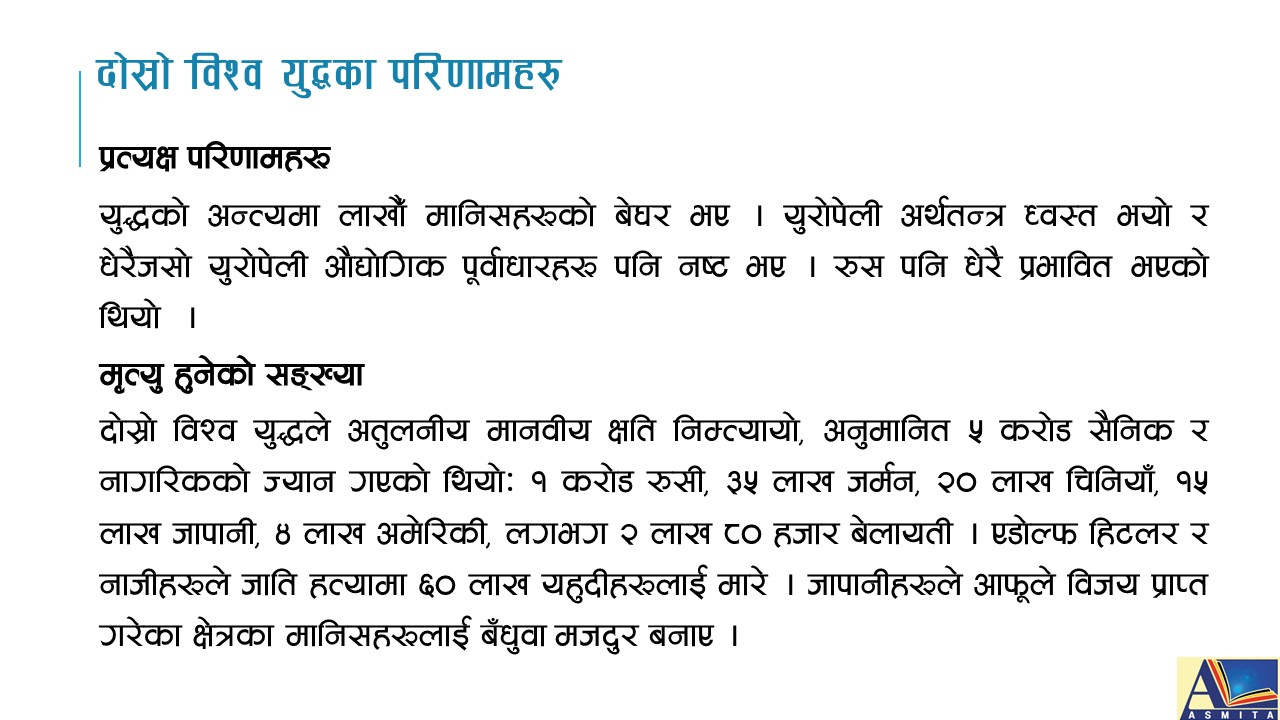 दोस्रो विश्व युद्धका परिणामहरु
प्रत्यक्ष परिणामहरू
युद्धको अन्त्यमा लाखौँ मानिसहरुको बेघर भए । युरोपेली अर्थतन्त्र ध्वस्त भयो र
धेरैजसो युरोपेली औद्योगिक पूर्वाधारहरू पनि नष्ट भए । रुस पनि धेरै प्रभावित भएको
थियो ।
मृत्यु हुनेको सङ्ख्या
दोस्रो विश्व युद्धले अतुलनीय मानवीय क्षति निम्त्यायो, अनुमानित ५ करोड सैनिक र
नागरिकको ज्यान गएको थियो: १ करोड रुसी, ३५ लाख जर्मन, २० लाख चिनियाँ, १५
लाख जापानी, ४ लाख अमेरिकी, लगभग २ लाख ८० हजार बेलायती । एडोल्फ हिटलर र
नाजीहरुले जाति हत्यामा ६० लाख यहुदीहरुलाई मारे । जापानीहरुले आफूले विजय प्राप्त
गरेका क्षेत्रका मानिसहरुलाई बँधुवा मजदुर बनाए ।
ASMITA